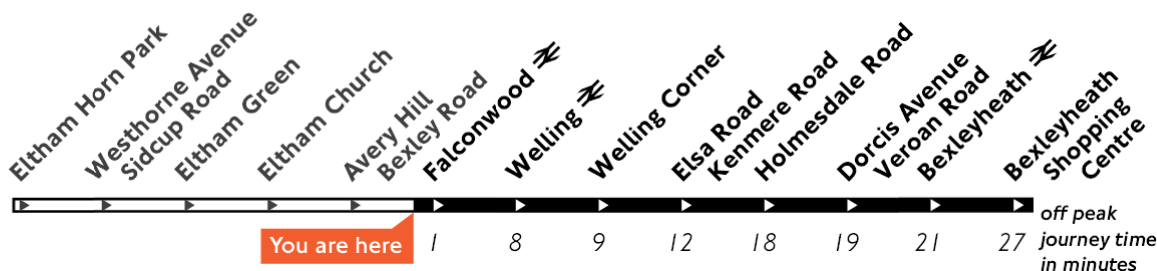 Eltham Horn Park
Westhorne Avenue
Sidcup Road
Eltham Green
Eltham Church
Avery Hill
Bexley Road
Falconwood
Welling
Welling Corner
Elsa Road
Kenmere Road
Holmesdale Road
Dorcis Avenue
Veroan Road
Bexleyheath
Bexleyheath
Shopping
Centre
You are here
1
8
9
12
18
19
21
27
off peak
journey time
in minutes